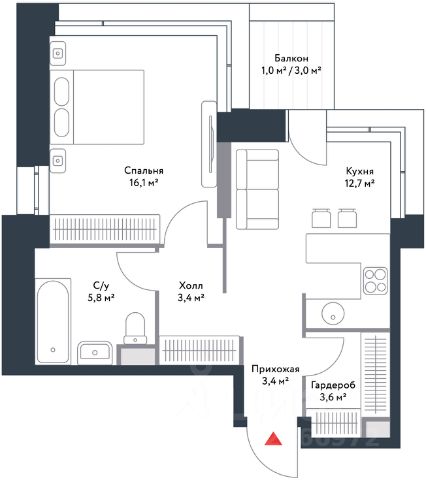 Балкон
1,0 м² / 3,0 м²
Спальня
16,1 м²
Кухня
12,7 м²
С/у
5,8 м²
Холл
3,4 м²
Прихожая
3,4 м²
Гардероб
3,6 м²